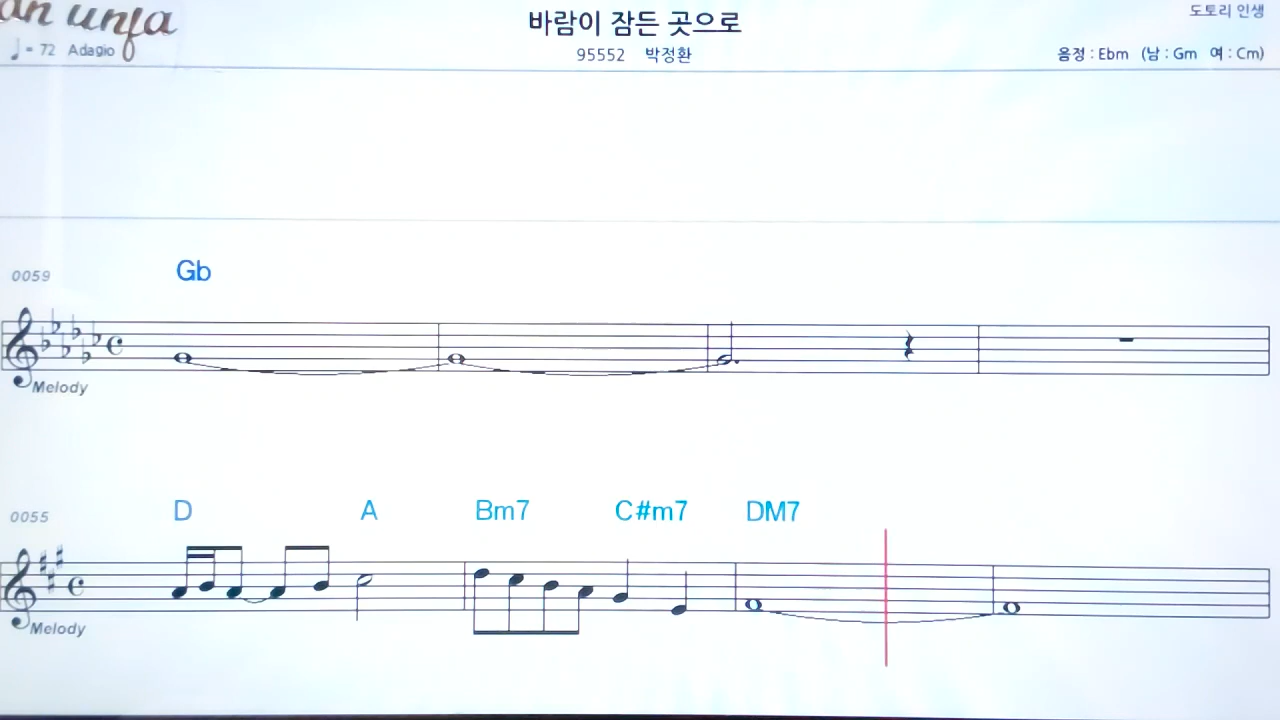 바람이 잠든 곳으로
도토리 인생
♩= 72 Adagio
95552 박정환
음정 : Ebm (남 : Gm 여 : Cm)
0059
Gb
Melody
0055
D A Bm7 C#m7 DM7
Melody